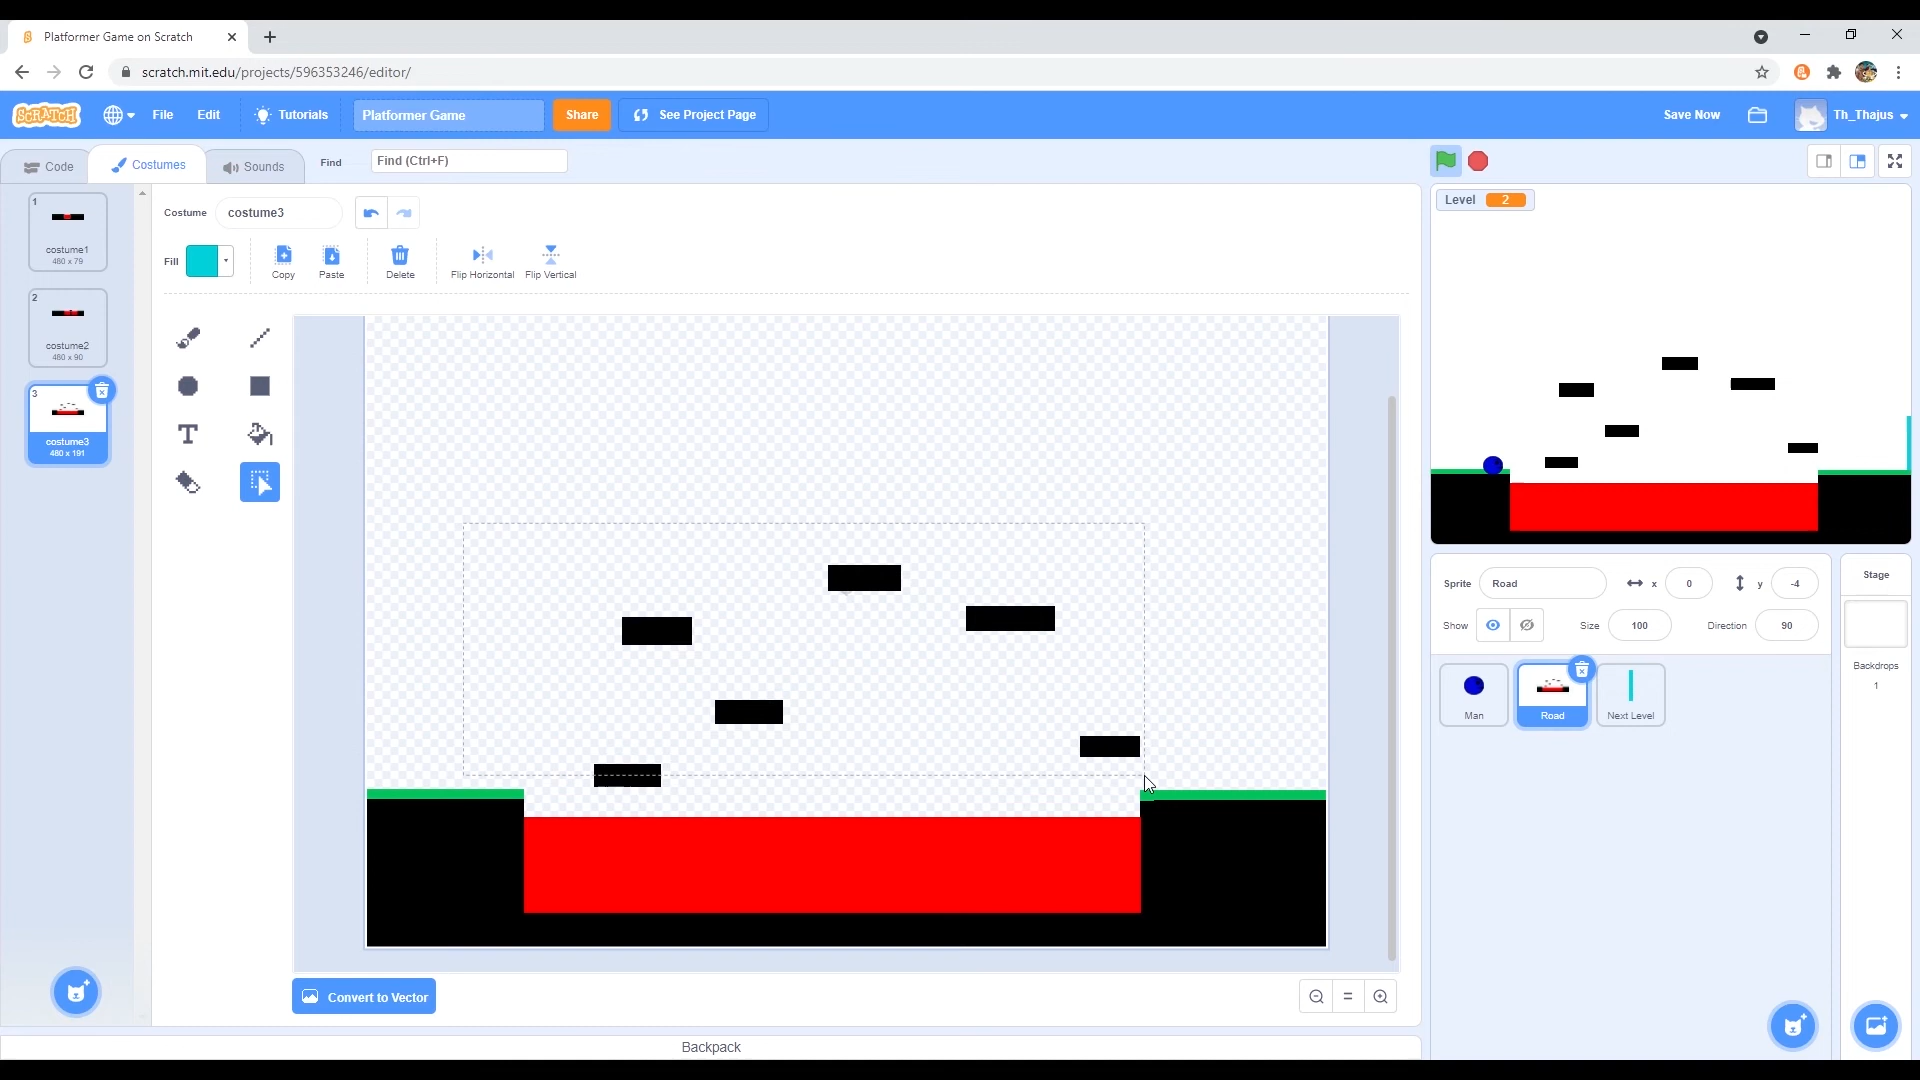 Platformer Game on Scratch
scratch.mit.edu/projects/596353246/editor/
SCRATCH
File
Edit
Tutorials
Platformer Game
Share
See Project Page
Save Now
Th_Thajus
Code
Costumes
Sounds
Find
Find (Ctrl+F)
1
costume1
480 x 79
2
costume2
480 x 90
3
costume3
480 x 191
Costume
costume3
Fill
Copy
Paste
Delete
Flip Horizontal
Flip Vertical
T
Convert to Vector
Backpack
Level 2
Sprite
Road
x
0
y
-4
Show
Size
100
Direction
90
Man
Road
Next Level
Stage
Backdrops
1